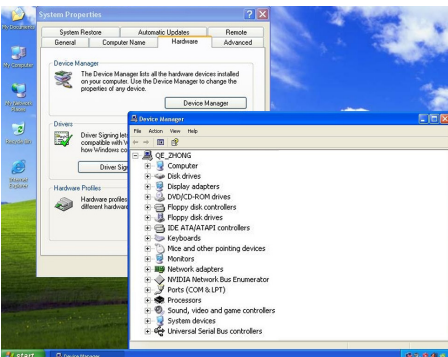 My Documents
My Computer
My Network
Places
Recycle Bin
Internet
Explorer
System Properties
System Restore
Automatic Updates
Remote
General
Computer Name
Hardware
Advanced
Device Manager
The Device Manager lists all the hardware devices installed
on your computer. Use the Device Manager to change the
properties of any device.
Device Manager
Drivers
Driver Signing lets
compatible with
how Windows co
Driver Sig
Hardware Profiles
Hardware profiles
different hardware
Device Manager
File Action View Help
QE_ZHONG
Computer
Disk drives
Display adapters
DVD/CD-ROM drives
Floppy disk controllers
Floppy disk drives
IDE ATA/ATAPI controllers
Keyboards
Mice and other pointing devices
Monitors
Network adapters
NVIDIA Network Bus Enumerator
Ports (COM & LPT)
Processors
Sound, video and game controllers
System devices
Universal Serial Bus controllers
start
Device Manager